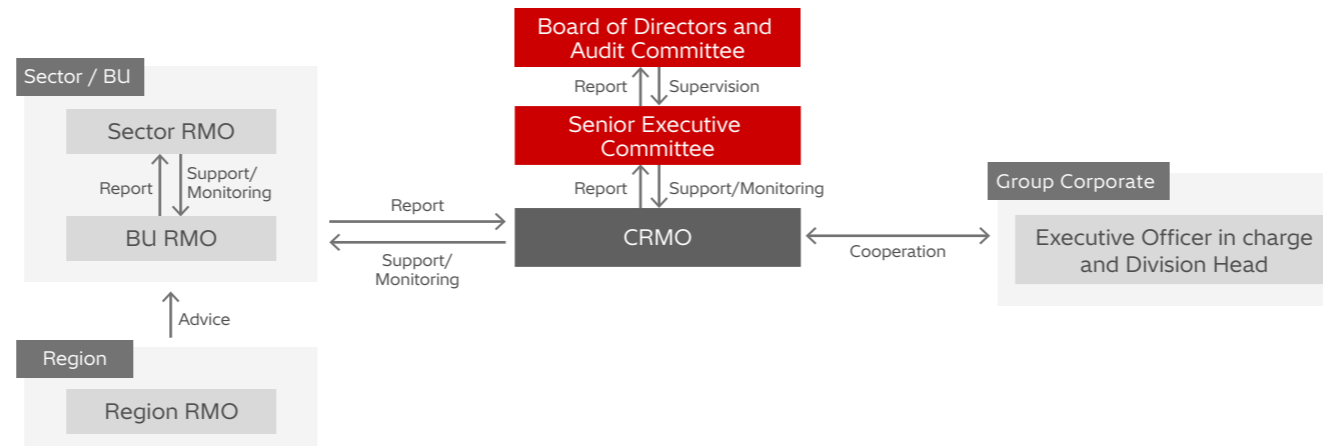 Board of Directors and
Audit Committee
Report
Supervision
Senior Executive
Committee
Report
Support/Monitoring
CRMO
Sector / BU
Sector RMO
Report
Support/
Monitoring
BU RMO
Report
Support/
Monitoring
Advice
Region
Region RMO
Cooperation
Group Corporate
Executive Officer in charge
and Division Head